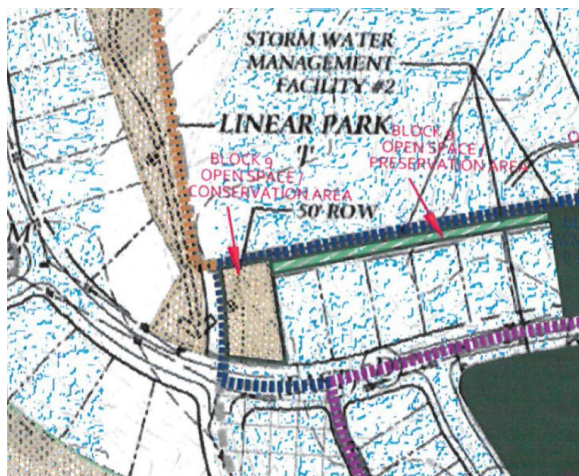 STORM WATER
MANAGEMENT
FACILITY #2
LINEAR PARK
'I'
BLOCK 9
OPEN SPACE /
CONSERVATION AREA
BLOCK 9
OPEN SPACE /
PRESERVATION AREA
50' ROW